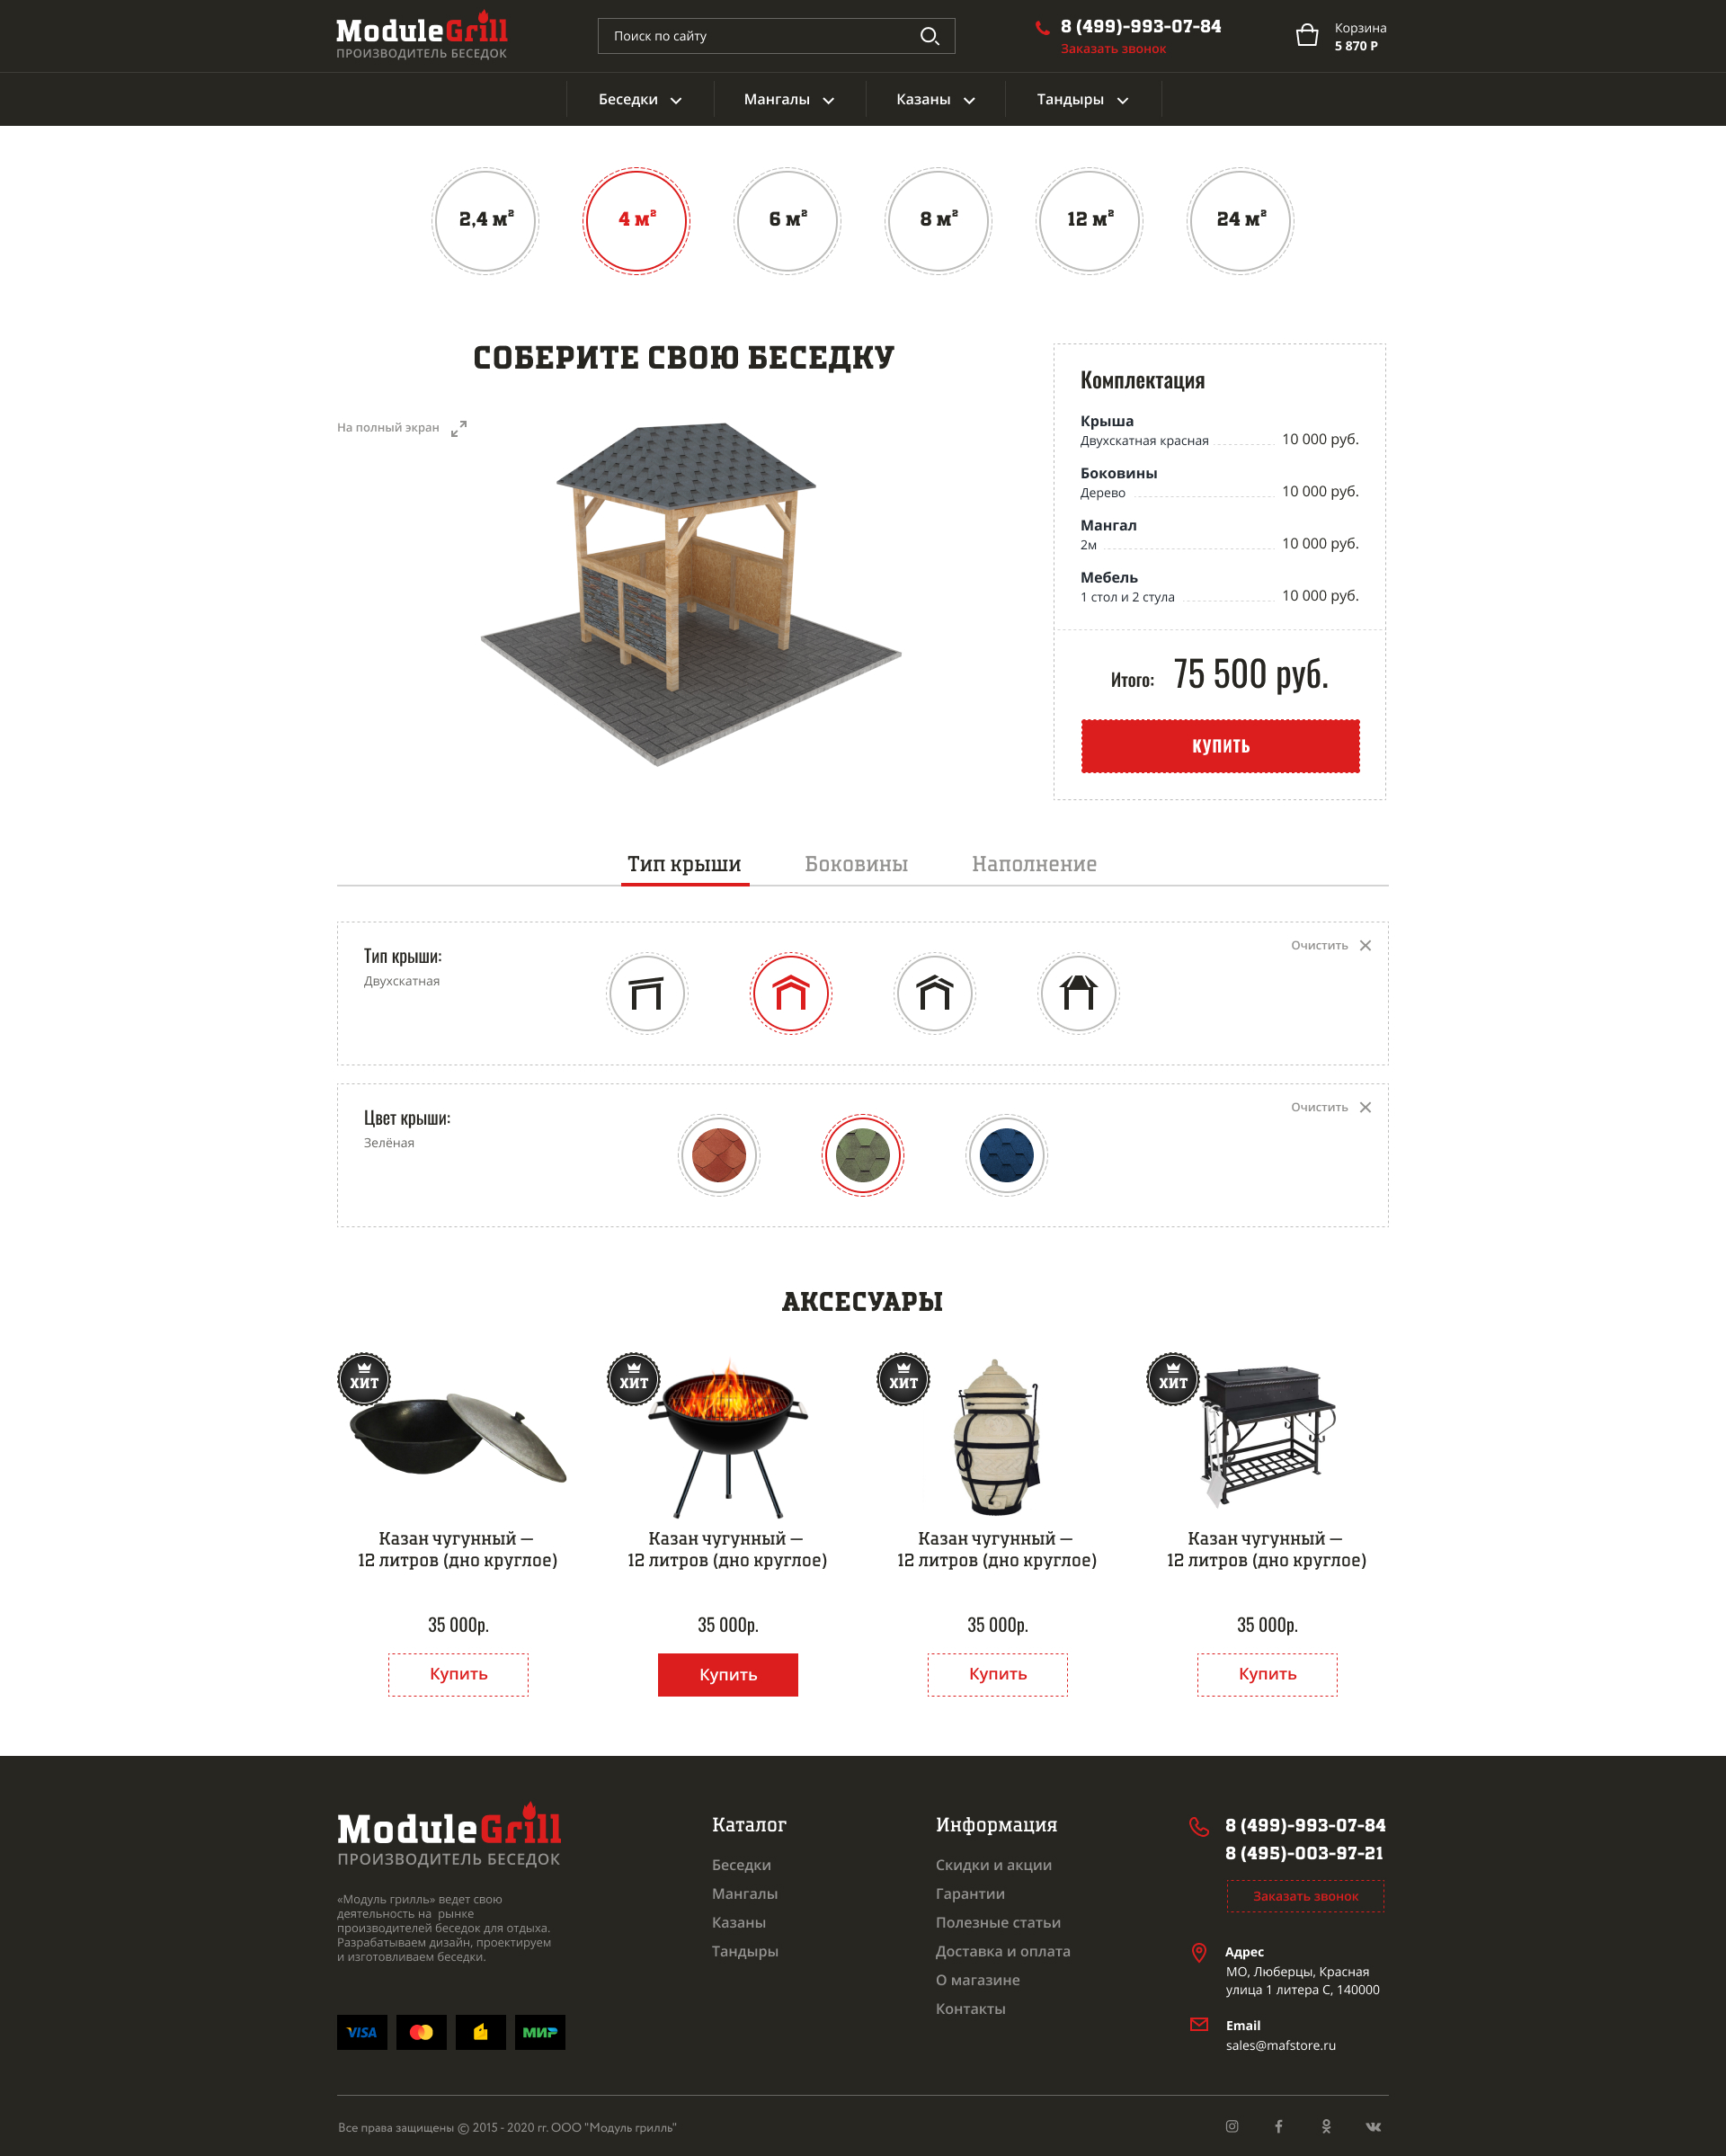 ModuleGrill
ПРОИЗВОДИТЕЛЬ БЕСЕДОК
Поиск по сайту
8 (499)-993-07-84
Заказать звонок
Корзина
5 870 Р
Беседки
Мангалы
Казаны
Тандыры
2,4 м²
4 м²
6 м²
8 м²
12 м²
24 м²
СОБЕРИТЕ СВОЮ БЕСЕДКУ
На полный экран
Комплектация
Крыша
Двухскатная красная 10 000 руб.
Боковины
Дерево 10 000 руб.
Мангал
2м 10 000 руб.
Мебель
1 стол и 2 стула 10 000 руб.
Итого: 75 500 руб.
КУПИТЬ
Тип крыши
Боковины
Наполнение
Тип крыши:
Двухскатная
Очистить
Цвет крыши:
Зелёная
Очистить
АКСЕСУАРЫ
ХИТ
ХИТ
ХИТ
ХИТ
Казан чугунный —
12 литров (дно круглое)
35 000р.
Купить
Казан чугунный —
12 литров (дно круглое)
35 000р.
Купить
Казан чугунный —
12 литров (дно круглое)
35 000р.
Купить
Казан чугунный —
12 литров (дно круглое)
35 000р.
Купить
ModuleGrill
ПРОИЗВОДИТЕЛЬ БЕСЕДОК
«Модуль грилль» ведет свою
деятельность на  рынке
производителей беседок для отдыха.
Разрабатываем дизайн, проектируем
и изготовливаем беседки.
VISA
МИР
Каталог
Беседки
Мангалы
Казаны
Тандыры
Информация
Скидки и акции
Гарантии
Полезные статьи
Доставка и оплата
О магазине
Контакты
8 (499)-993-07-84
8 (495)-003-97-21
Заказать звонок
Адрес
МО, Люберцы, Красная
улица 1 литера С, 140000
Email
sales@mafstore.ru
Все права защищены © 2015 - 2020 гг. ООО "Модуль грилль"